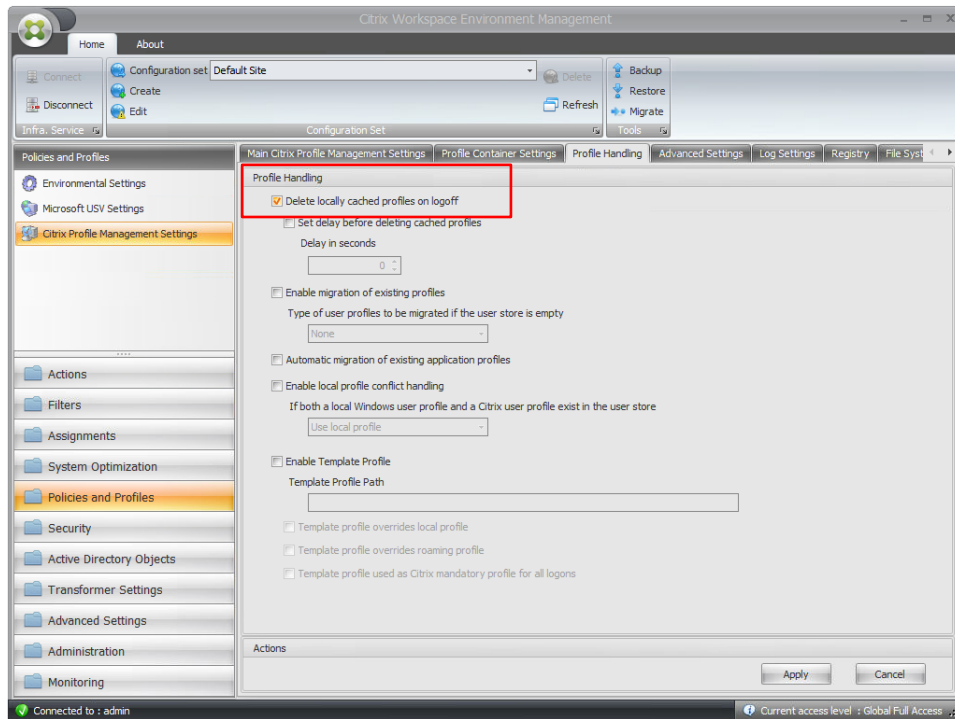 Citrix Workspace Environment Management
Home About
Connect
Disconnect
Infra. Service
Configuration set Default Site
Create
Edit
Delete
Refresh
Configuration Set
Backup
Restore
Migrate
Tools
Policies and Profiles
Environmental Settings
Microsoft USV Settings
Citrix Profile Management Settings
Actions
Filters
Assignments
System Optimization
Policies and Profiles
Security
Active Directory Objects
Transformer Settings
Advanced Settings
Administration
Monitoring
Main Citrix Profile Management Settings Profile Container Settings Profile Handling Advanced Settings Log Settings Registry File Syst
Profile Handling
Delete locally cached profiles on logoff
Set delay before deleting cached profiles
Delay in seconds
0
Enable migration of existing profiles
Type of user profiles to be migrated if the user store is empty
None
Automatic migration of existing application profiles
Enable local profile conflict handling
If both a local Windows user profile and a Citrix user profile exist in the user store
Use local profile
Enable Template Profile
Template Profile Path
Template profile overrides local profile
Template profile overrides roaming profile
Template profile used as Citrix mandatory profile for all logons
Actions
Apply Cancel
Connected to : admin
Current access level : Global Full Access